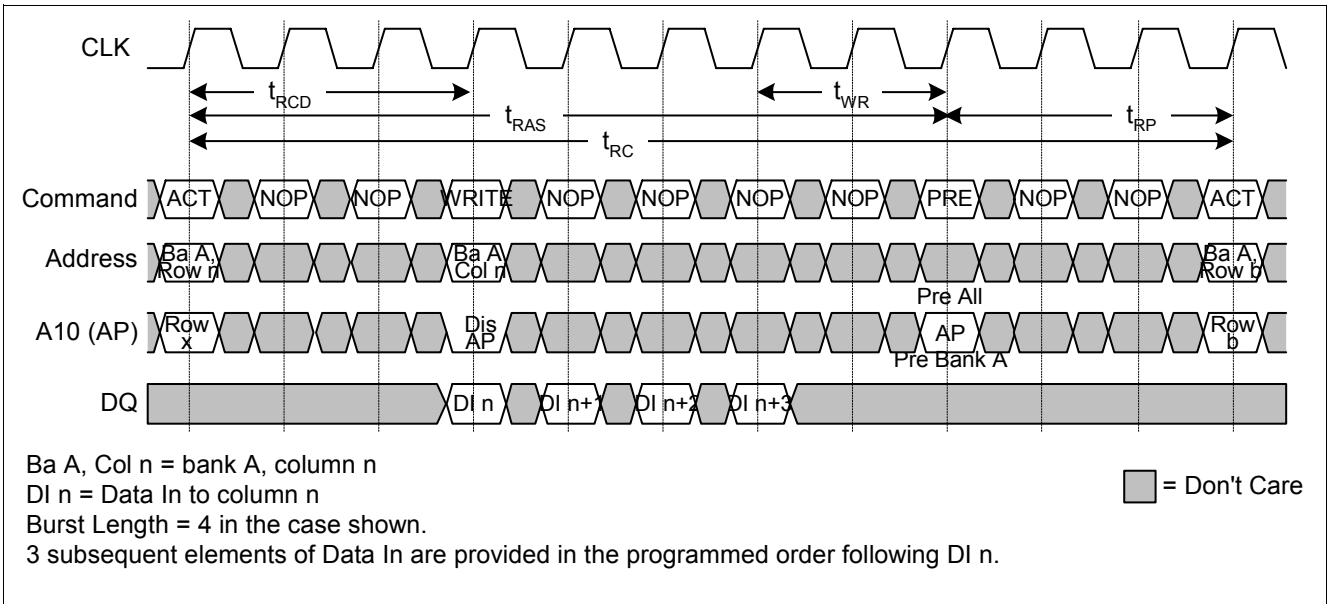 CLK
tRCD
tWR
tRAS
tRP
tRC
Command ACT NOP NOP WRITE NOP NOP NOP NOP PRE NOP NOP ACT
Address Ba A, Row n Ba A Col n Ba A, Row b
Pre All
A10 (AP) Row x Dis AP AP Row b
Pre Bank A
DQ DI n DI n+1 DI n+2 DI n+3
Ba A, Col n = bank A, column n
DI n = Data In to column n
= Don't Care
Burst Length = 4 in the case shown.
3 subsequent elements of Data In are provided in the programmed order following DI n.